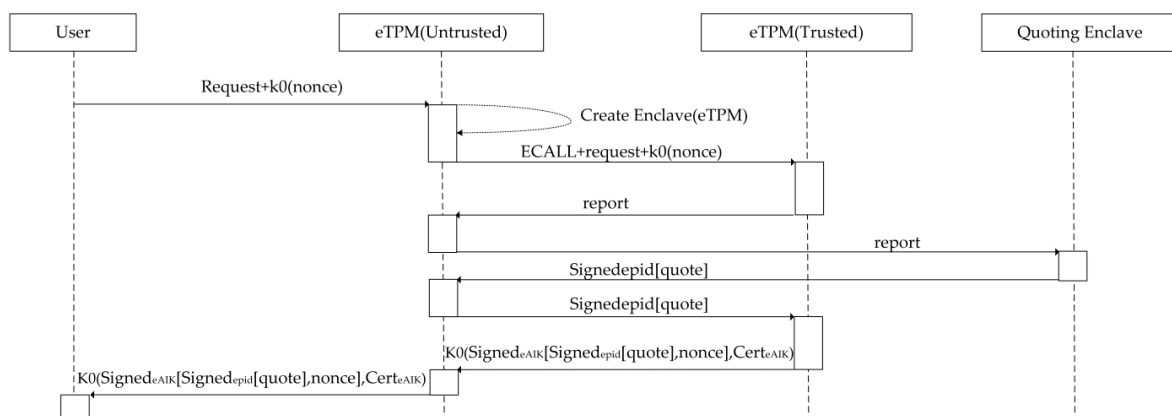 User
eTPM(Untrusted)
eTPM(Trusted)
Quoting Enclave
Request+k0(nonce)
Create Enclave(eTPM)
ECALL+request+k0(nonce)
report
report
Signedepid[quote]
Signedepid[quote]
K0(SignedeAIK[Signedepid[quote],nonce],CerteAIK)
K0(SignedeAIK[Signedepid[quote],nonce],CerteAIK)